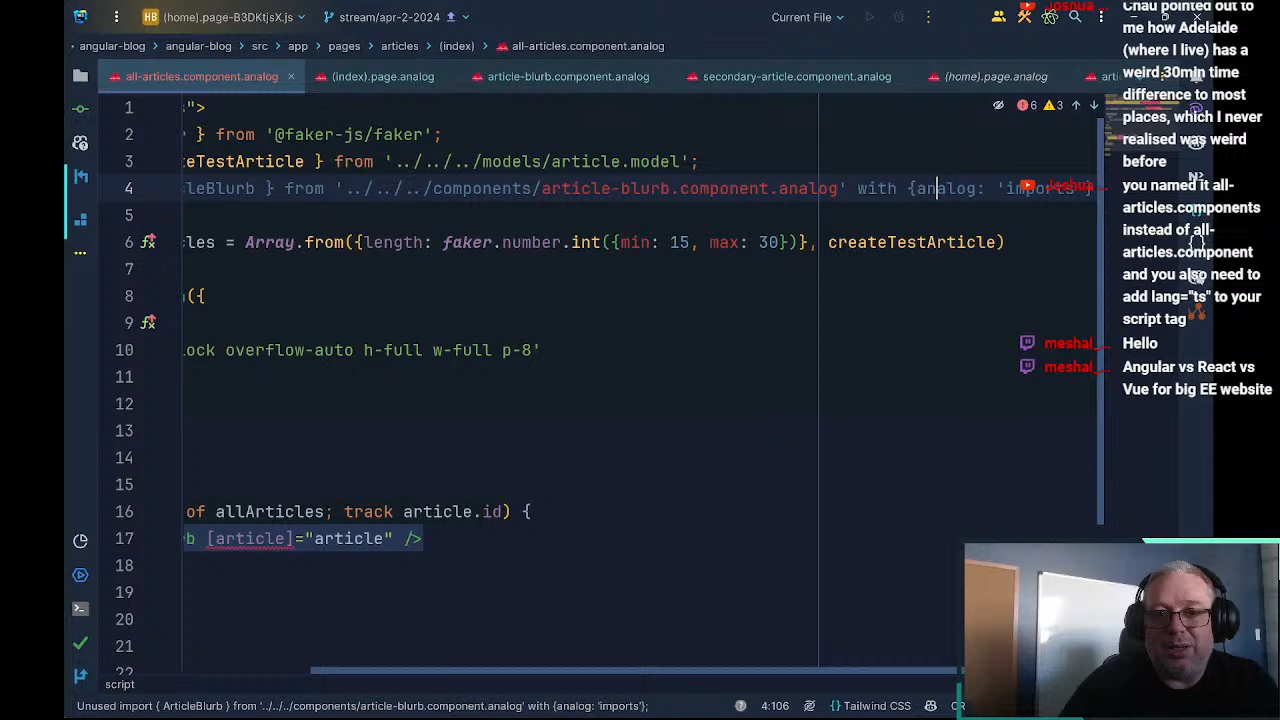 HB (home).page-B3DKtjsX.js
stream/apr-2-2024
Current File
angular-blog > angular-blog > src > app > pages > articles > (index) > all-articles.component.analog
all-articles.component.analog
(index).page.analog
article-blurb.component.analog
secondary-article.component.analog
(home).page.analog
6 3
1 s">
2 r } from '@faker-js/faker';
3 teTestArticle } from '../../../models/article.model';
4 cleBlurb } from '../../../components/article-blurb.component.analog' with {analog: 'imports'}
5
6 cles = Array.from({length: faker.number.int({min: 15, max: 30})}, createTestArticle)
7
8 n({
9
10 lock overflow-auto h-full w-full p-8'
11
12
13
14
15
16 of allArticles; track article.id) {
17 b [article]="article" />
18
19
20
21
22
script
Unused import { ArticleBlurb } from '../../../components/article-blurb.component.analog' with {analog: 'imports'};
4:106
Tailwind CSS
Joshua
Chau pointed out to
me how Adelaide
(where I live) has a
weird 30min time
difference to most
places, which I never
realised was weird
before
Joshua ...
you named it all-
articles.components
instead of all-
articles.component
and you also need to
add lang="ts" to your
script tag
meshal_... Hello
meshal_... Angular vs React vs
Vue for big EE website